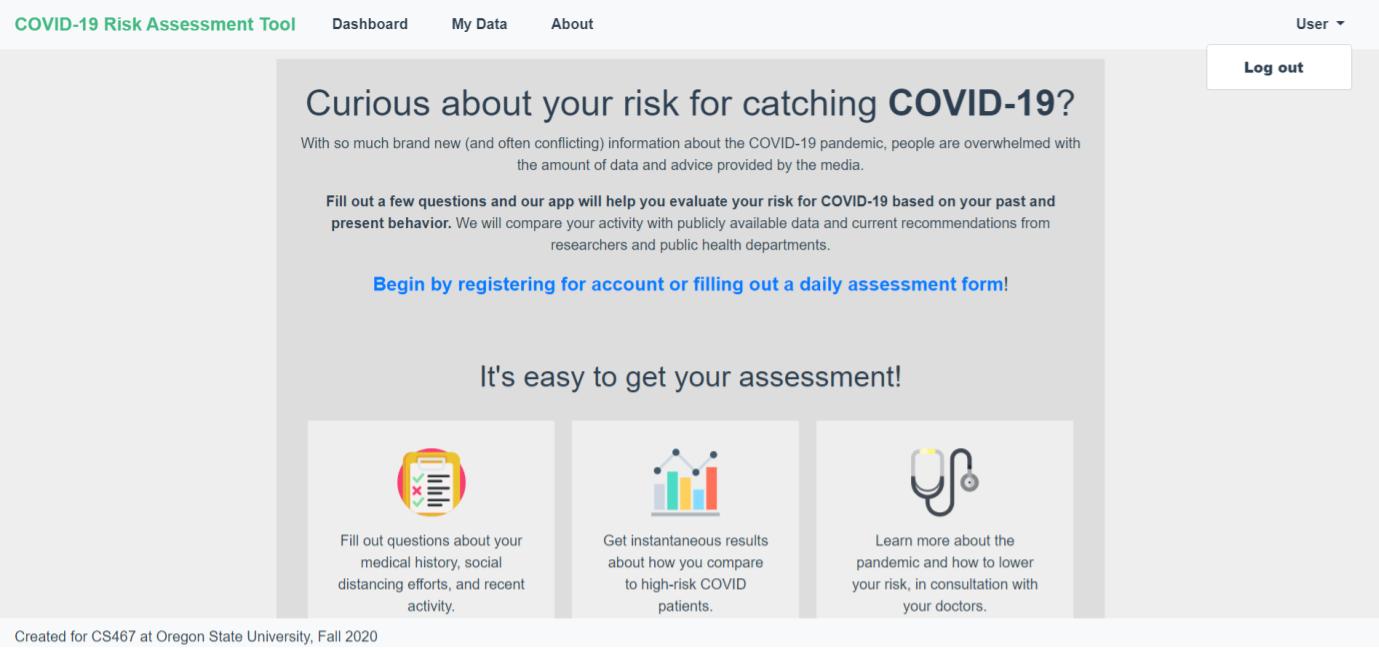 COVID-19 Risk Assessment Tool Dashboard My Data About User
Log out
Curious about your risk for catching COVID-19?
With so much brand new (and often conflicting) information about the COVID-19 pandemic, people are overwhelmed with
the amount of data and advice provided by the media.
Fill out a few questions and our app will help you evaluate your risk for COVID-19 based on your past and
present behavior. We will compare your activity with publicly available data and current recommendations from
researchers and public health departments.
Begin by registering for account or filling out a daily assessment form!
It's easy to get your assessment!
Fill out questions about your
medical history, social
distancing efforts, and recent
activity.
Get instantaneous results
about how you compare
to high-risk COVID
patients.
Learn more about the
pandemic and how to lower
your risk, in consultation with
your doctors.
Created for CS467 at Oregon State University, Fall 2020